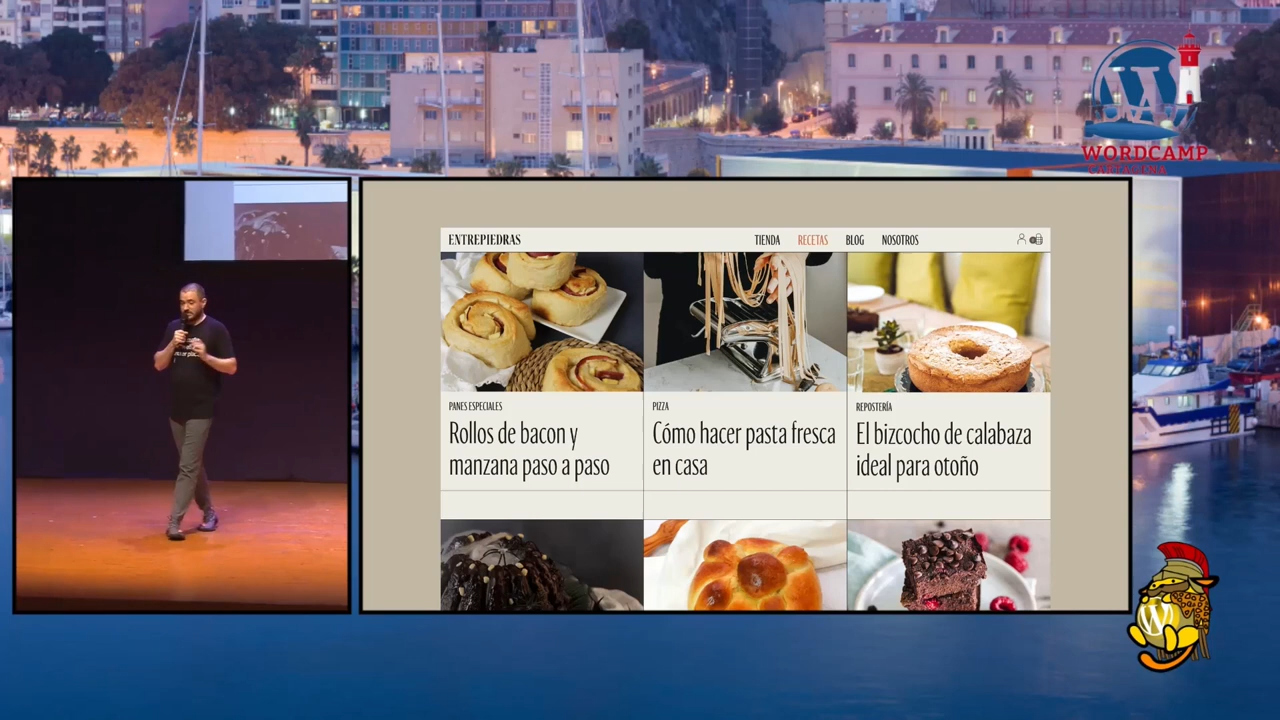 WORDCAMP
CARTAGENA
ENTREPIEDRAS
TIENDA RECETAS BLOG NOSOTROS
PANES ESPECIALES
Rollos de bacon y
manzana paso a paso
PIZZA
Cómo hacer pasta fresca
en casa
REPOSTERÍA
El bizcocho de calabaza
ideal para otoño